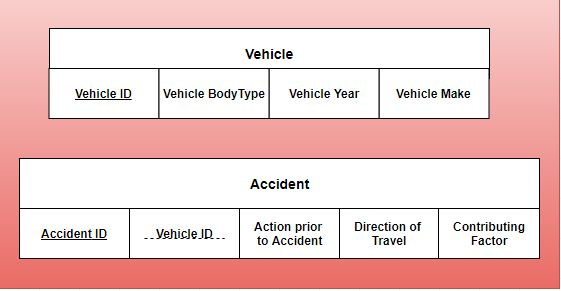 Vehicle
Vehicle ID
Vehicle BodyType
Vehicle Year
Vehicle Make
Accident
Accident ID
Vehicle ID
Action prior
to Accident
Direction of
Travel
Contributing
Factor